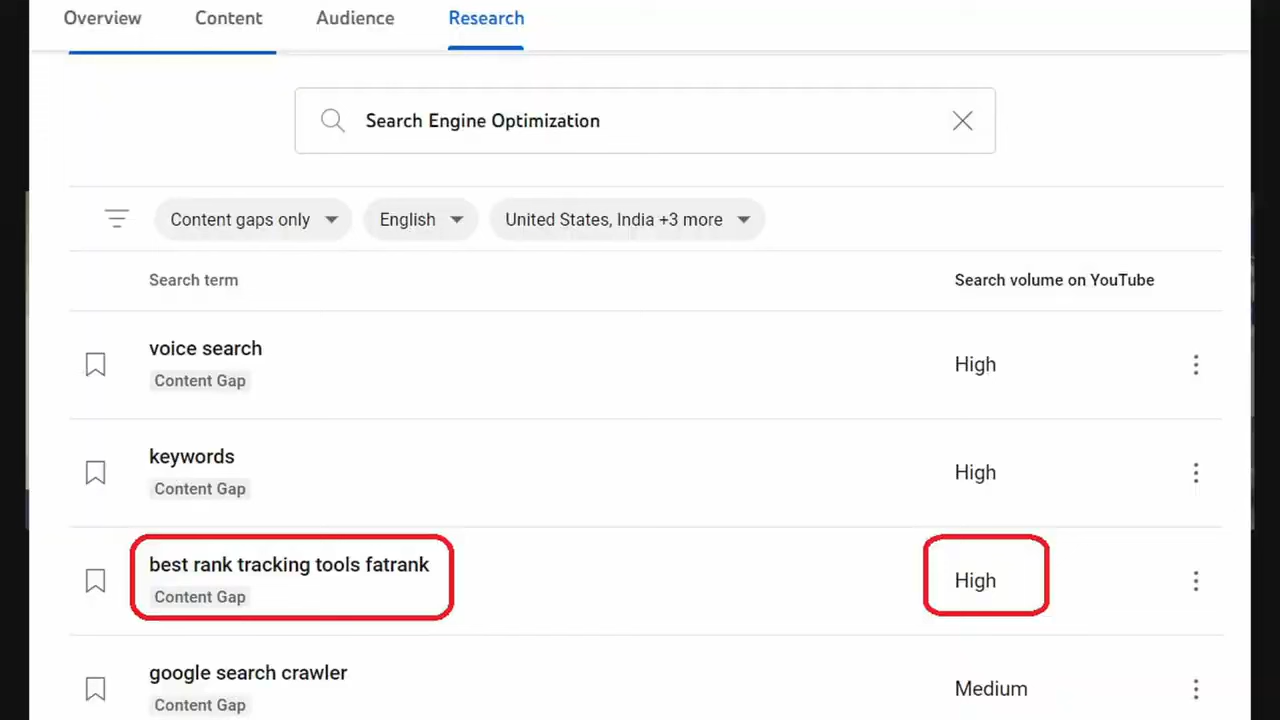 Overview Content Audience Research
Search Engine Optimization
Content gaps only English United States, India +3 more
Search term Search volume on YouTube
voice search
Content Gap
High
keywords
Content Gap
High
best rank tracking tools fatrank
Content Gap
High
google search crawler
Content Gap
Medium